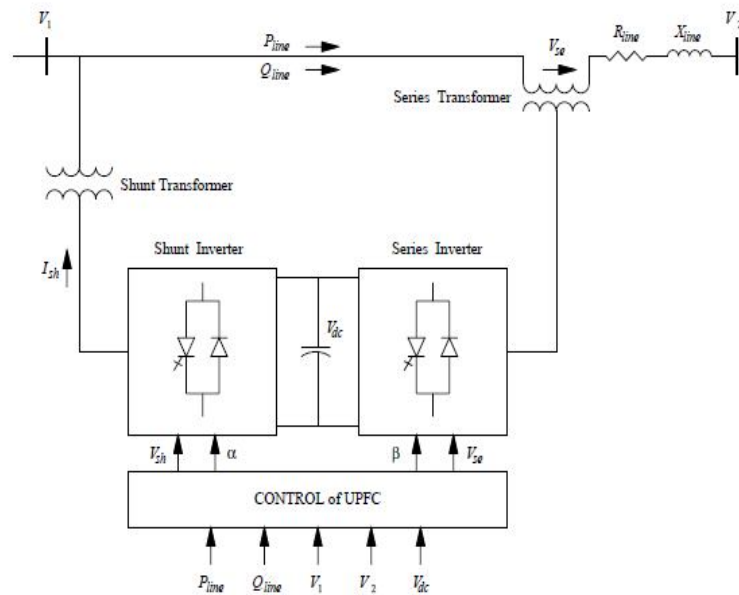 V1
Pline
Qline
Vse
Rline
Xline
Series Transformer
Shunt Transformer
Shunt Inverter
Series Inverter
Ish
Vdc
Vsh
α
β
Vse
CONTROL of UPFC
Pline
Qline
V1
V2
Vdc